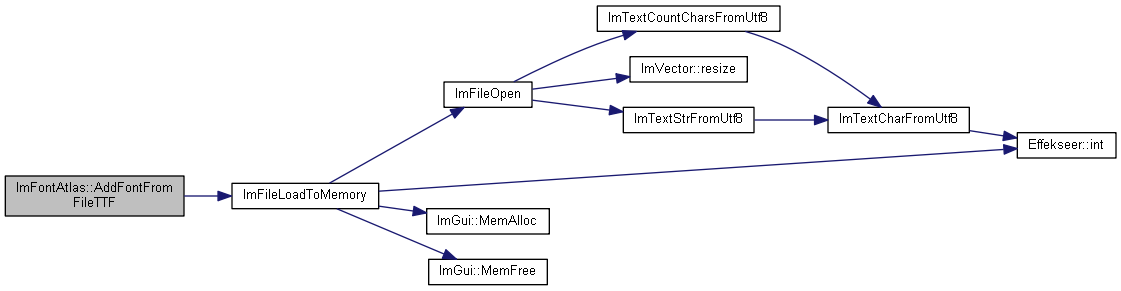 ImTextCountCharsFromUtf8
ImVector::resize
ImFileOpen
ImTextStrFromUtf8
ImTextCharFromUtf8
Effekseer::int
ImFontAtlas::AddFontFrom
FileTTF
ImFileLoadToMemory
ImGui::MemAlloc
ImGui::MemFree